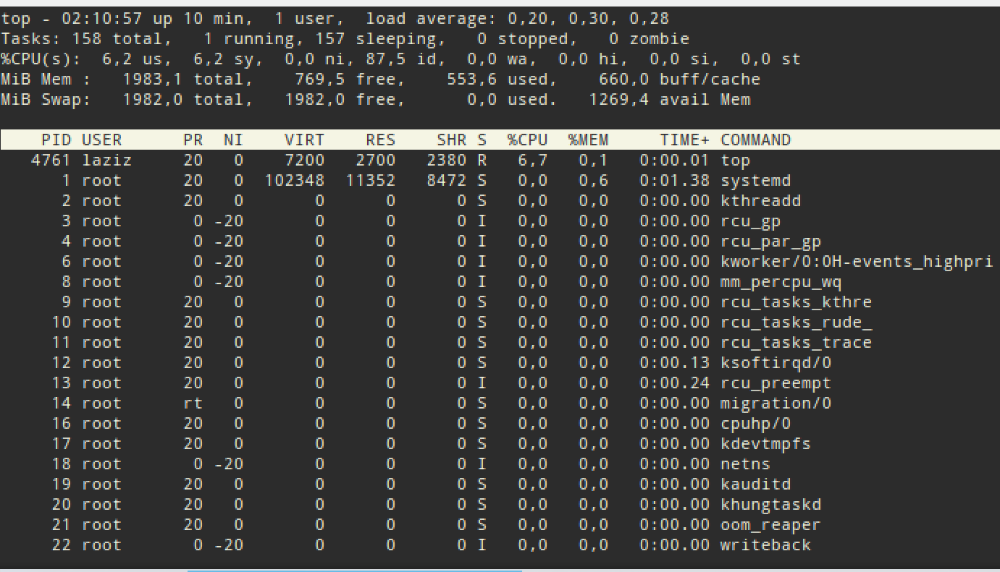 top - 02:10:57 up 10 min,  1 user,  load average: 0,20, 0,30, 0,28
Tasks: 158 total,   1 running, 157 sleeping,   0 stopped,   0 zombie
%CPU(s):  6,2 us,  6,2 sy,  0,0 ni, 87,5 id,  0,0 wa,  0,0 hi,  0,0 si,  0,0 st
MiB Mem :   1983,1 total,    769,5 free,    553,6 used,    660,0 buff/cache
MiB Swap:   1982,0 total,   1982,0 free,      0,0 used.   1269,4 avail Mem
    PID USER      PR  NI    VIRT    RES    SHR S  %CPU  %MEM     TIME+ COMMAND
   4761 laziz     20   0    7200   2700   2380 R   6,7   0,1   0:00.01 top
      1 root      20   0  102348  11352   8472 S   0,0   0,6   0:01.38 systemd
      2 root      20   0       0      0      0 S   0,0   0,0   0:00.00 kthreadd
      3 root       0 -20       0      0      0 I   0,0   0,0   0:00.00 rcu_gp
      4 root       0 -20       0      0      0 I   0,0   0,0   0:00.00 rcu_par_gp
      6 root       0 -20       0      0      0 I   0,0   0,0   0:00.00 kworker/0:0H-events_highpri
      8 root       0 -20       0      0      0 I   0,0   0,0   0:00.00 mm_percpu_wq
      9 root      20   0       0      0      0 S   0,0   0,0   0:00.00 rcu_tasks_kthre
     10 root      20   0       0      0      0 S   0,0   0,0   0:00.00 rcu_tasks_rude_
     11 root      20   0       0      0      0 S   0,0   0,0   0:00.00 rcu_tasks_trace
     12 root      20   0       0      0      0 S   0,0   0,0   0:00.13 ksoftirqd/0
     13 root      20   0       0      0      0 I   0,0   0,0   0:00.24 rcu_preempt
     14 root      rt   0       0      0      0 S   0,0   0,0   0:00.00 migration/0
     16 root      20   0       0      0      0 S   0,0   0,0   0:00.00 cpuhp/0
     17 root      20   0       0      0      0 S   0,0   0,0   0:00.00 kdevtmpfs
     18 root       0 -20       0      0      0 I   0,0   0,0   0:00.00 netns
     19 root      20   0       0      0      0 S   0,0   0,0   0:00.00 kauditd
     20 root      20   0       0      0      0 S   0,0   0,0   0:00.00 khungtaskd
     21 root      20   0       0      0      0 S   0,0   0,0   0:00.00 oom_reaper
     22 root       0 -20       0      0      0 I   0,0   0,0   0:00.00 writeback